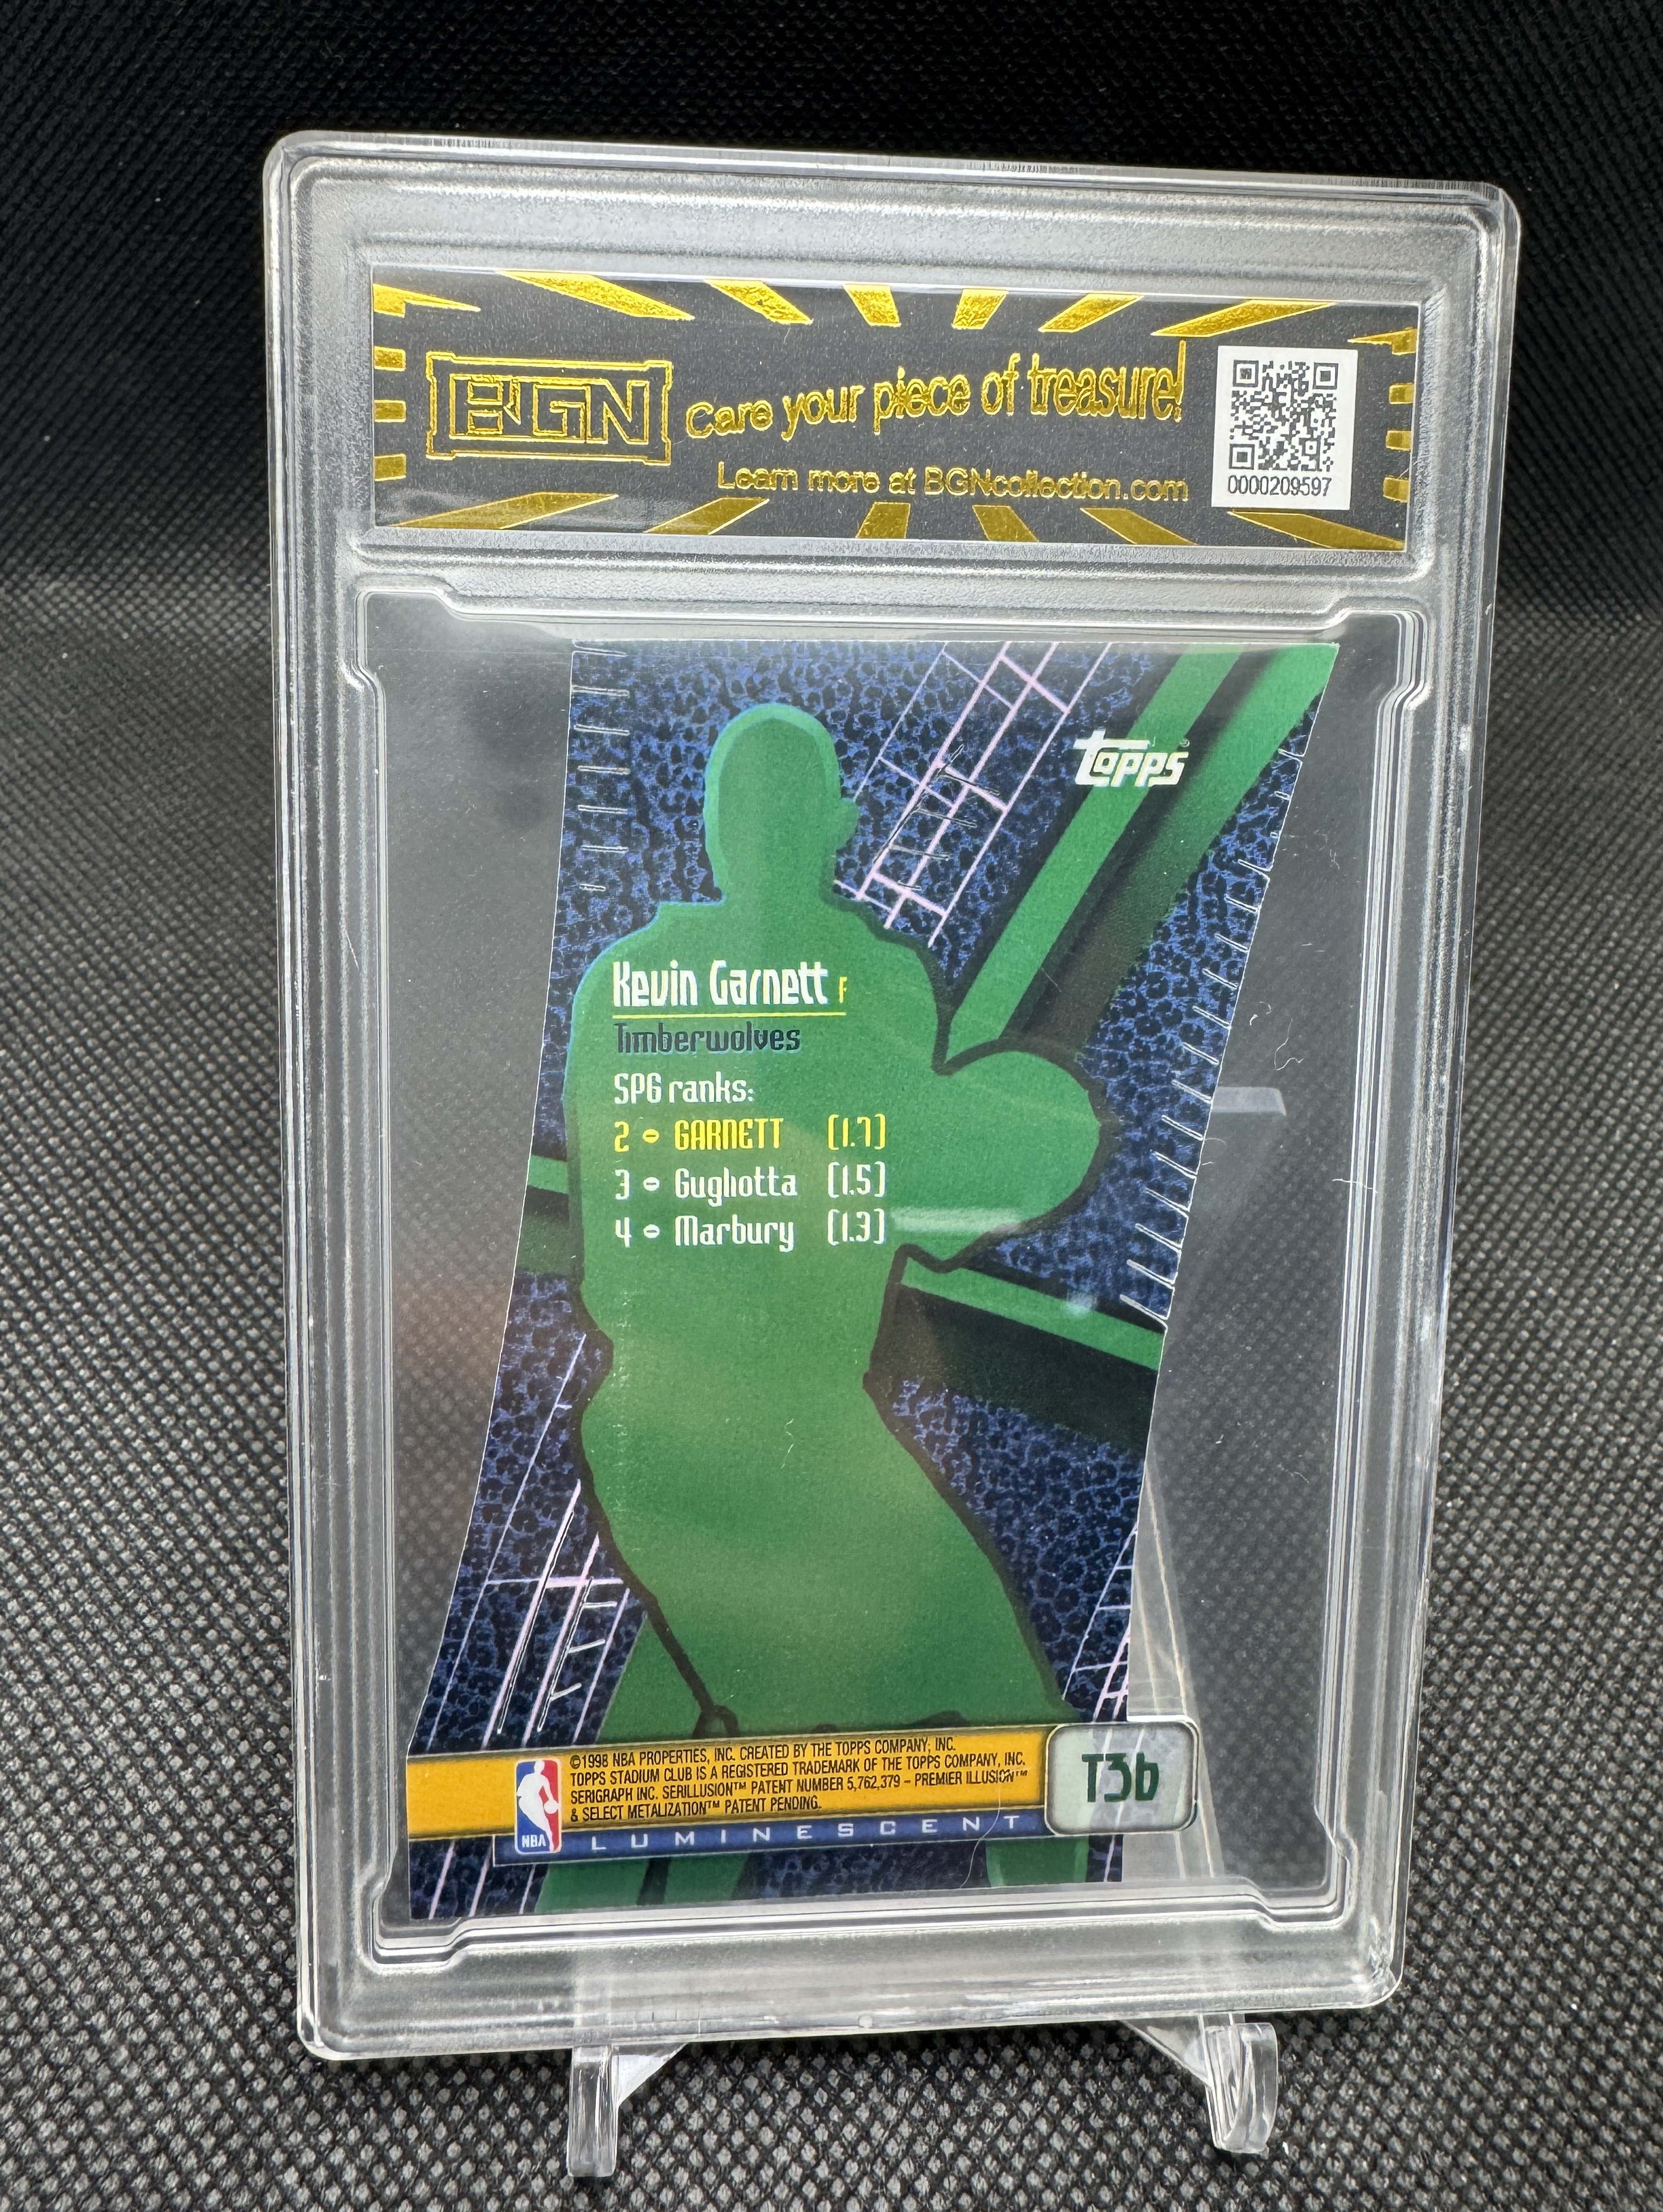 BGN
Care your piece of treasure!
Learn more at BGNcollection.com
0000209597
topps
Kevin Garnett F
Timberwolves
SPG ranks:
2 - GARNETT (1.7)
3 - Gugliotta (1.5)
4 - Marbury (1.3)
©1998 NBA PROPERTIES, INC. CREATED BY THE TOPPS COMPANY, INC.
TOPPS STADIUM CLUB IS A REGISTERED TRADEMARK OF THE TOPPS COMPANY, INC.
SERIGRAPH INC. SERILLUSION™ PATENT NUMBER 5,762,379 – PREMIER ILLUSION™
& SELECT METALIZATION™ PATENT PENDING.
NBA
LUMINESCENT
T3b